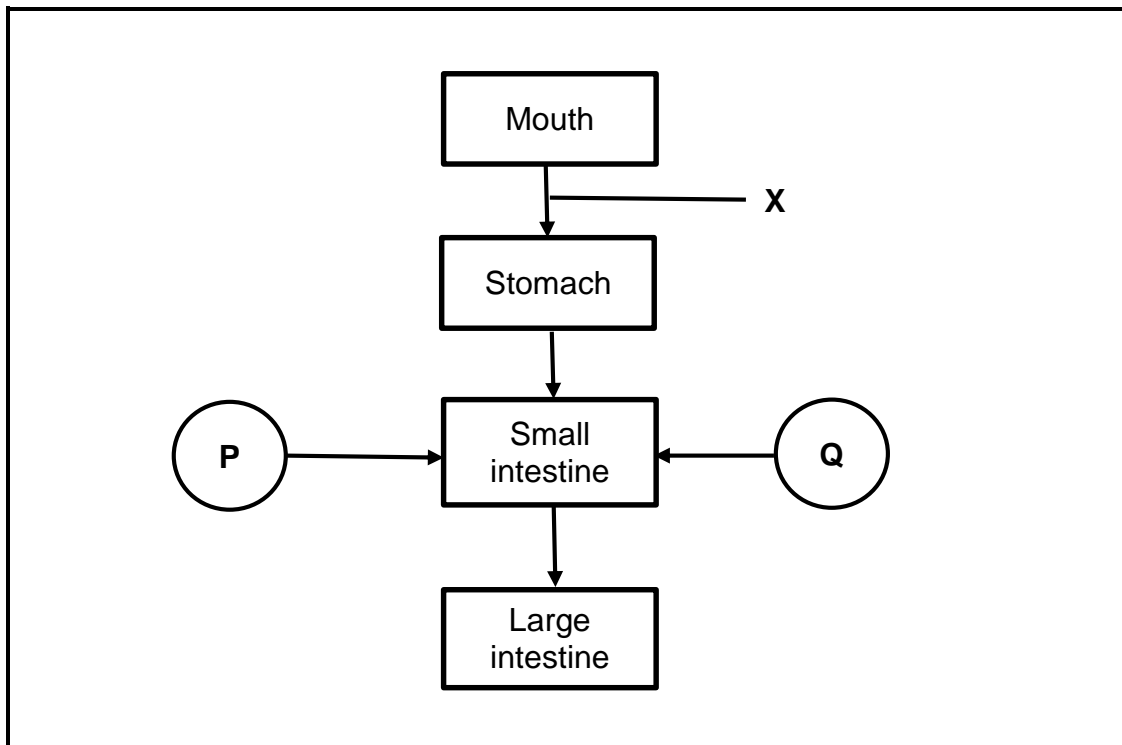 Mouth
X
Stomach
P
Small
intestine
Q
Large
intestine